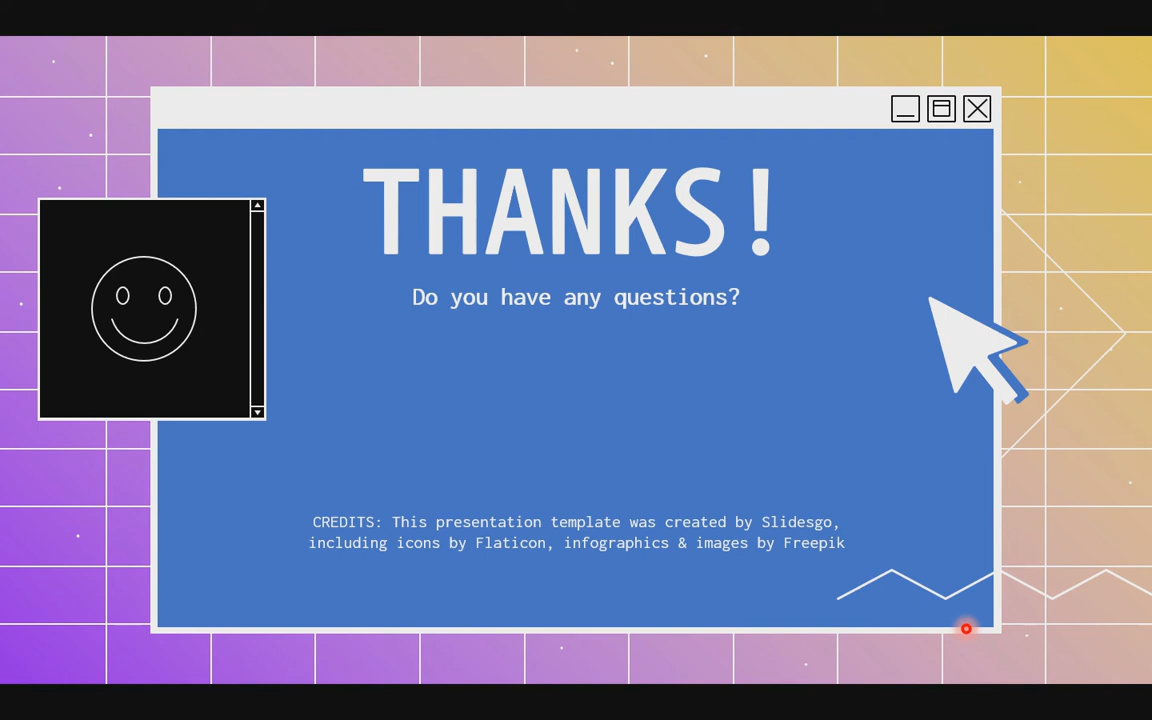 THANKS!
Do you have any questions?
CREDITS: This presentation template was created by Slidesgo,
including icons by Flaticon, infographics & images by Freepik